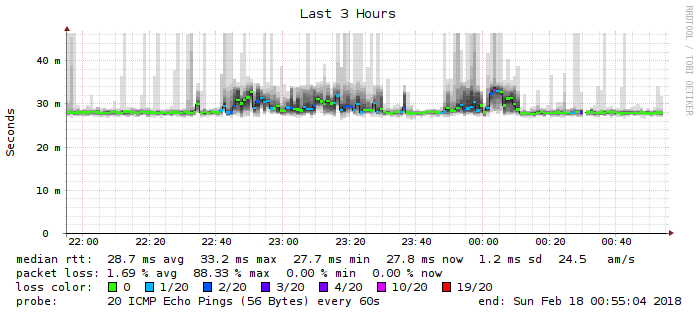 Last 3 Hours
RRDTOOL / TOBI OETIKER
Seconds
40 m
30 m
20 m
10 m
0
22:00 22:20 22:40 23:00 23:20 23:40 00:00 00:20 00:40
median rtt: 28.7 ms avg 33.2 ms max 27.7 ms min 27.8 ms now 1.2 ms sd 24.5 am/s
packet loss: 1.69 % avg 88.33 % max 0.00 % min 0.00 % now
loss color: 0 1/20 2/20 3/20 4/20 10/20 19/20
probe: 20 ICMP Echo Pings (56 Bytes) every 60s end: Sun Feb 18 00:55:04 2018